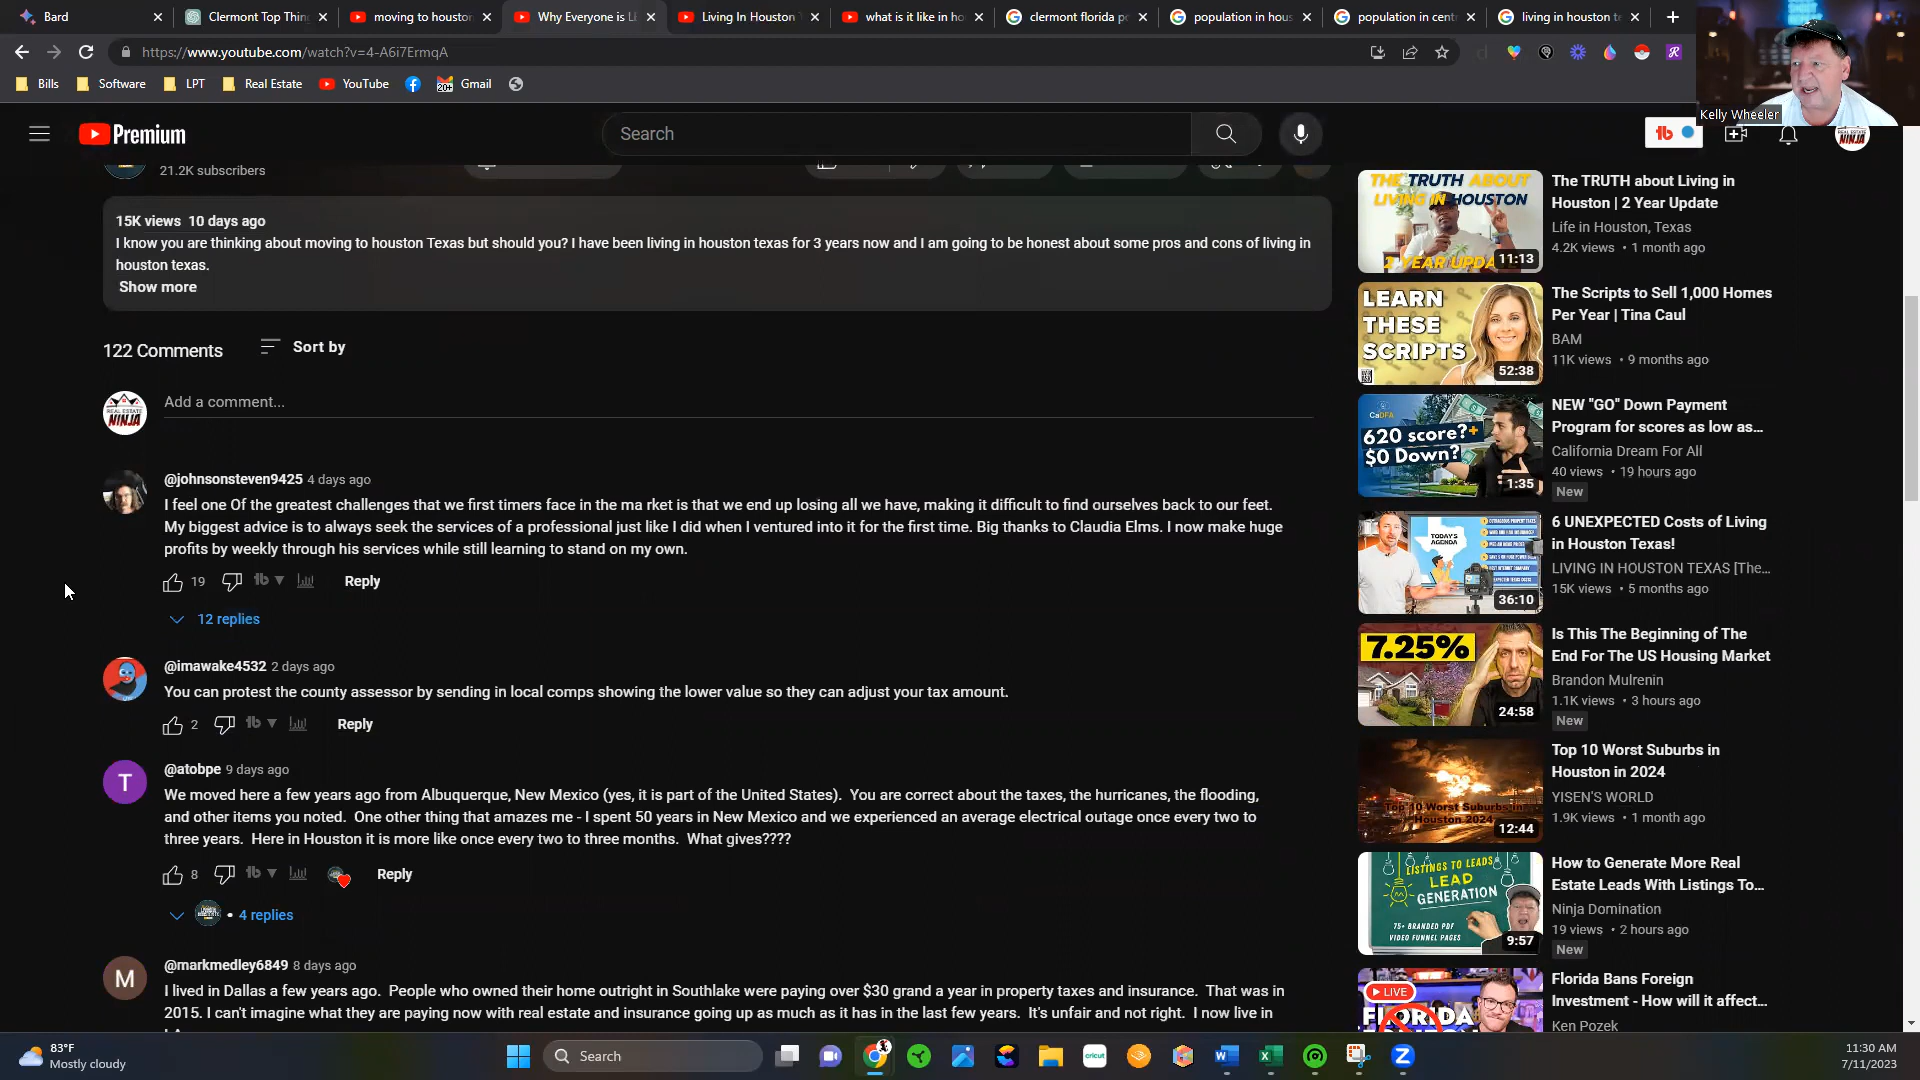 Bard
Clermont Top Thin
moving to houston
Why Everyone is LE
Living In Houston T
what is it like in ho
clermont florida po
population in hous
population in cent
living in houston te
https://www.youtube.com/watch?v=4-A6i7ErmqA
Bills
Software
LPT
Real Estate
YouTube
20+
Gmail
Kelly Wheeler
Premium
Search
21.2K subscribers
15K views 10 days ago
I know you are thinking about moving to houston Texas but should you? I have been living in houston texas for 3 years now and I am going to be honest about some pros and cons of living in
houston texas.
Show more
122 Comments
Sort by
REAL ESTATE
NINJA
Add a comment...
@johnsonsteven9425 4 days ago
I feel one Of the greatest challenges that we first timers face in the ma rket is that we end up losing all we have, making it difficult to find ourselves back to our feet.
My biggest advice is to always seek the services of a professional just like I did when I ventured into it for the first time. Big thanks to Claudia Elms. I now make huge
profits by weekly through his services while still learning to stand on my own.
19
Reply
12 replies
@imawake4532 2 days ago
You can protest the county assessor by sending in local comps showing the lower value so they can adjust your tax amount.
2
Reply
T
@atobpe 9 days ago
We moved here a few years ago from Albuquerque, New Mexico (yes, it is part of the United States). You are correct about the taxes, the hurricanes, the flooding,
and other items you noted. One other thing that amazes me - I spent 50 years in New Mexico and we experienced an average electrical outage once every two to
three years. Here in Houston it is more like once every two to three months. What gives????
8
Reply
• 4 replies
M
@markmedley6849 8 days ago
I lived in Dallas a few years ago. People who owned their home outright in Southlake were paying over $30 grand a year in property taxes and insurance. That was in
2015. I can't imagine what they are paying now with real estate and insurance going up as much as it has in the last few years. It's unfair and not right. I now live in
THE TRUTH ABOUT
LIVING IN HOUSTON
2 YEAR UPDATE
11:13
The TRUTH about Living in
Houston | 2 Year Update
Life in Houston, Texas
4.2K views • 1 month ago
LEARN
THESE
SCRIPTS
52:38
The Scripts to Sell 1,000 Homes
Per Year | Tina Caul
BAM
11K views • 9 months ago
CaDFA
620 score?+
$0 Down?
1:35
NEW "GO" Down Payment
Program for scores as low as...
California Dream For All
40 views • 19 hours ago
New
TODAY'S
AGENDA
36:10
6 UNEXPECTED Costs of Living
in Houston Texas!
LIVING IN HOUSTON TEXAS [The...
15K views • 5 months ago
7.25%
24:58
Is This The Beginning of The
End For The US Housing Market
Brandon Mulrenin
1.1K views • 3 hours ago
New
Top 10 Worst Suburbs in
Houston 2024
12:44
Top 10 Worst Suburbs in
Houston in 2024
YISEN'S WORLD
1.9K views • 1 month ago
LISTINGS TO LEADS
LEAD
GENERATION
75+ BRANDED PDF
VIDEO FUNNEL PAGES
9:57
How to Generate More Real
Estate Leads With Listings To...
Ninja Domination
19 views • 2 hours ago
New
LIVE
FLORIDA
Florida Bans Foreign
Investment - How will it affect...
Ken Pozek
83°F
Mostly cloudy
Search
cricut
11:30 AM
7/11/2023